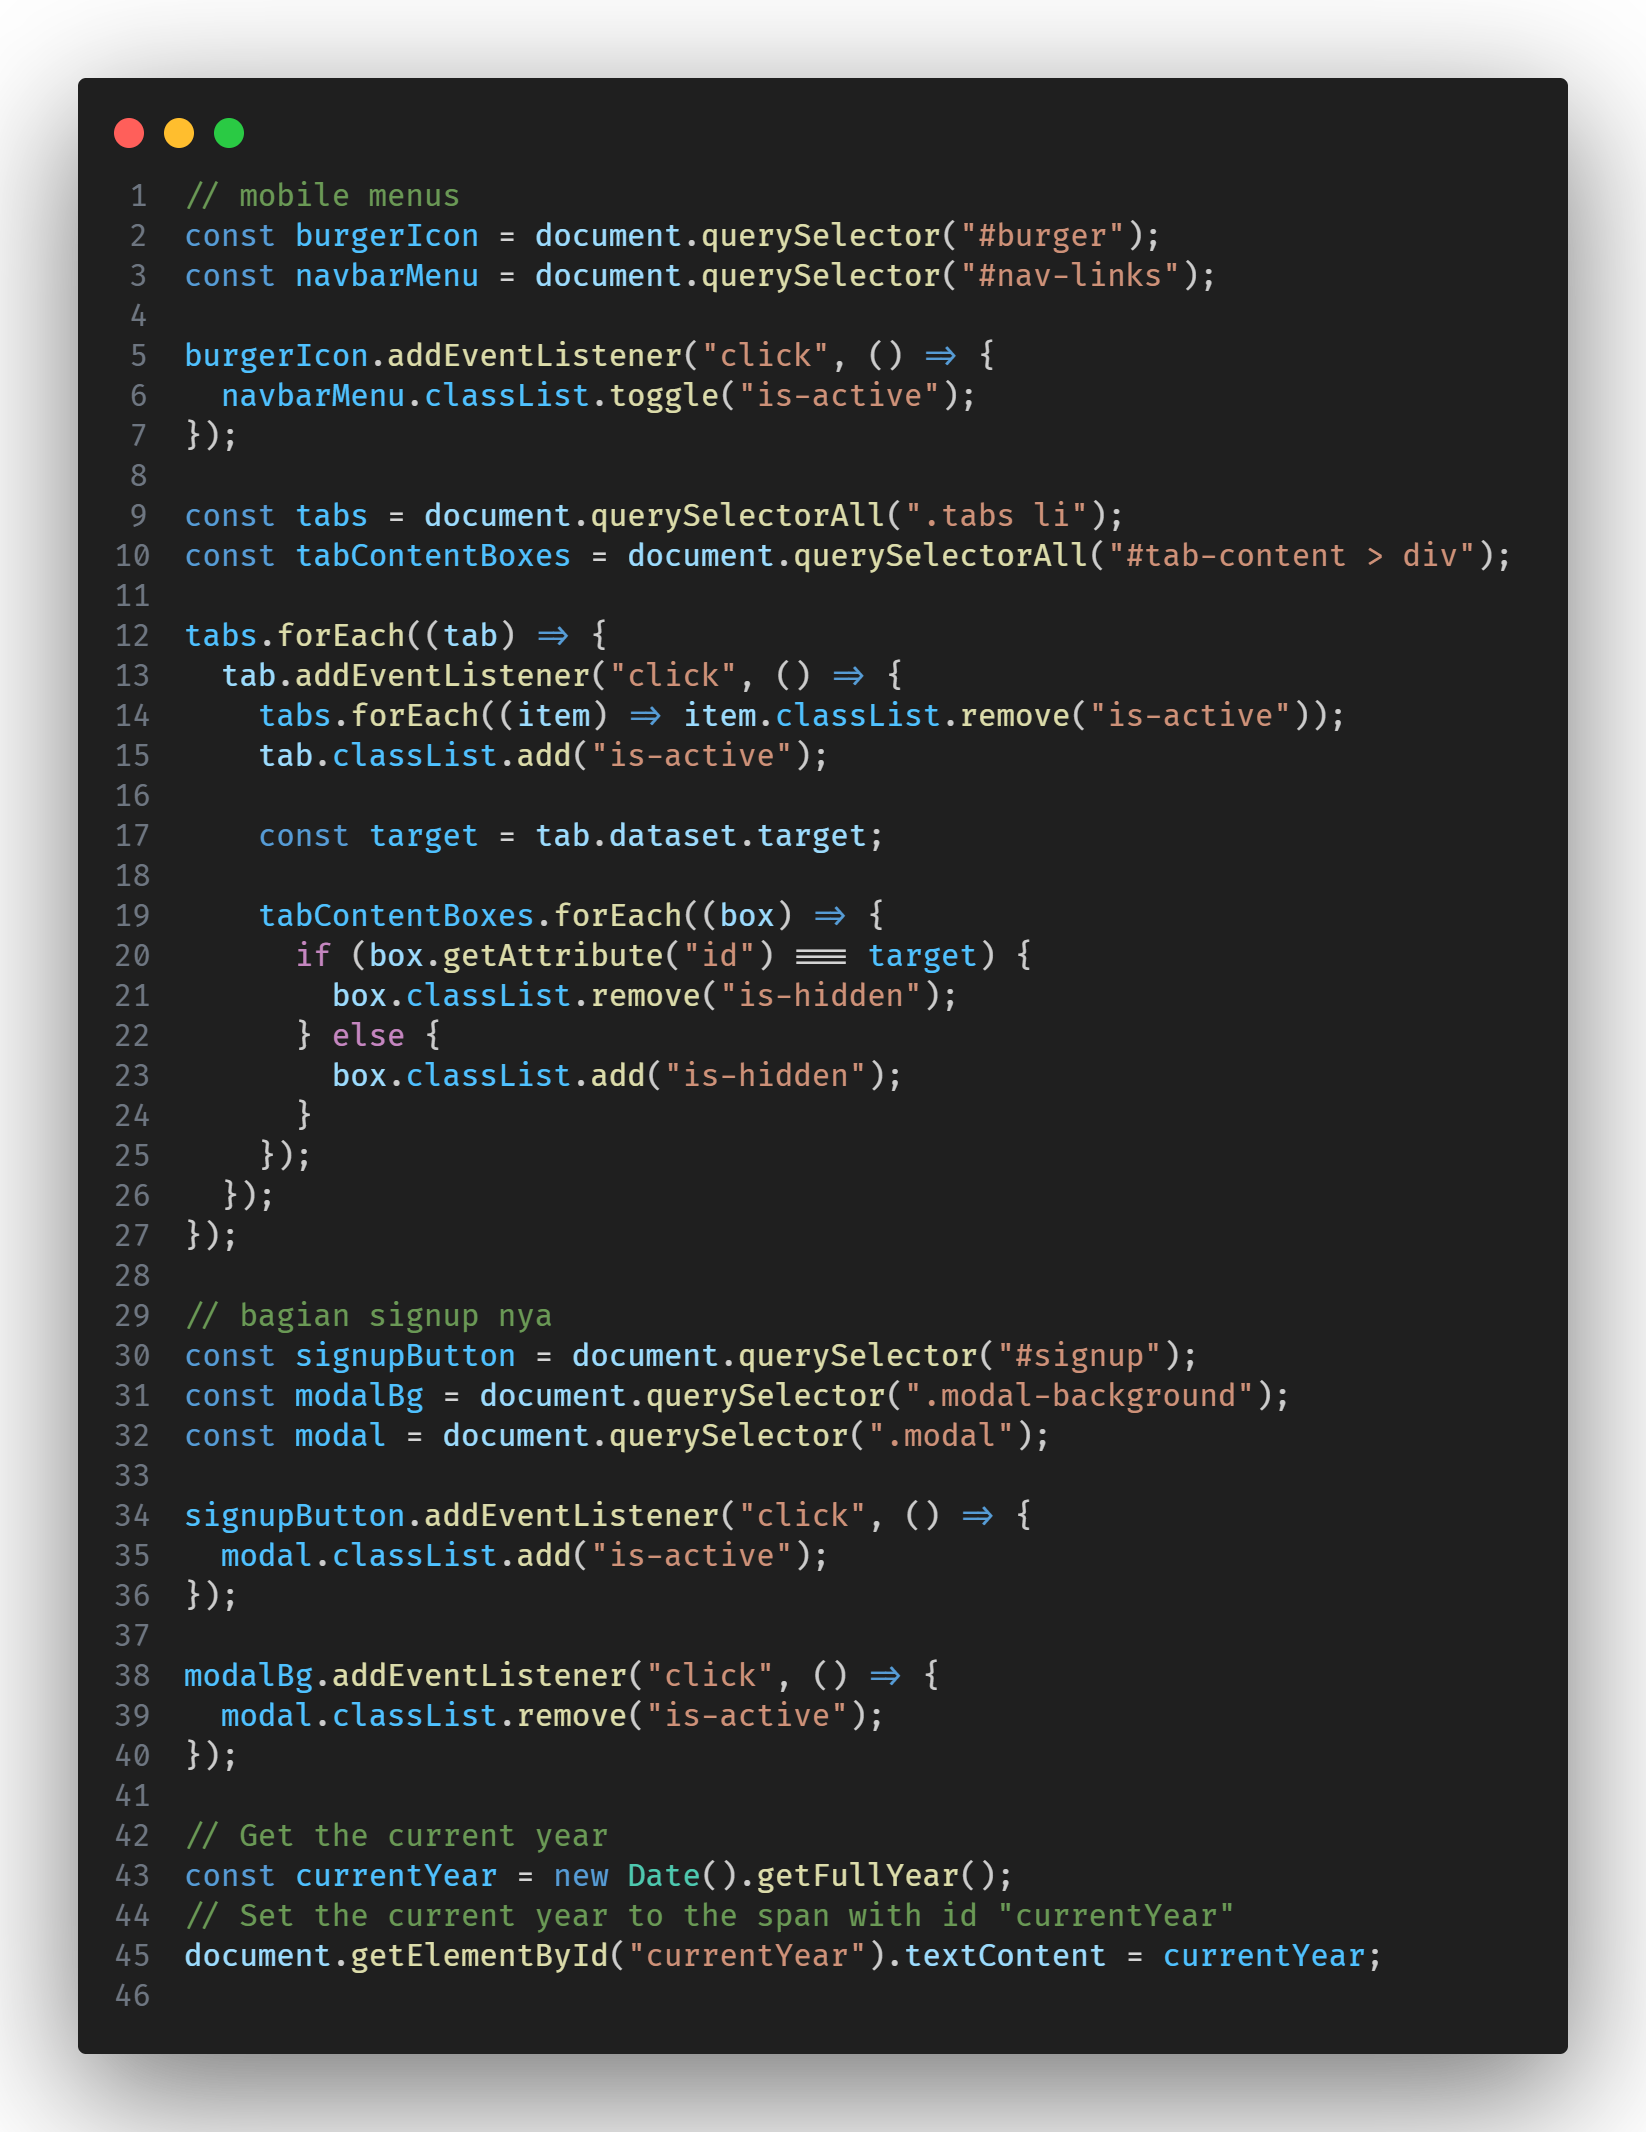 1 // mobile menus
2 const burgerIcon = document.querySelector("#burger");
3 const navbarMenu = document.querySelector("#nav-links");
4
5 burgerIcon.addEventListener("click", () => {
6   navbarMenu.classList.toggle("is-active");
7 });
8
9 const tabs = document.querySelectorAll(".tabs li");
10 const tabContentBoxes = document.querySelectorAll("#tab-content > div");
11
12 tabs.forEach((tab) => {
13   tab.addEventListener("click", () => {
14     tabs.forEach((item) => item.classList.remove("is-active"));
15     tab.classList.add("is-active");
16
17     const target = tab.dataset.target;
18
19     tabContentBoxes.forEach((box) => {
20       if (box.getAttribute("id") === target) {
21         box.classList.remove("is-hidden");
22       } else {
23         box.classList.add("is-hidden");
24       }
25     });
26   });
27 });
28
29 // bagian signup nya
30 const signupButton = document.querySelector("#signup");
31 const modalBg = document.querySelector(".modal-background");
32 const modal = document.querySelector(".modal");
33
34 signupButton.addEventListener("click", () => {
35   modal.classList.add("is-active");
36 });
37
38 modalBg.addEventListener("click", () => {
39   modal.classList.remove("is-active");
40 });
41
42 // Get the current year
43 const currentYear = new Date().getFullYear();
44 // Set the current year to the span with id "currentYear"
45 document.getElementById("currentYear").textContent = currentYear;
46